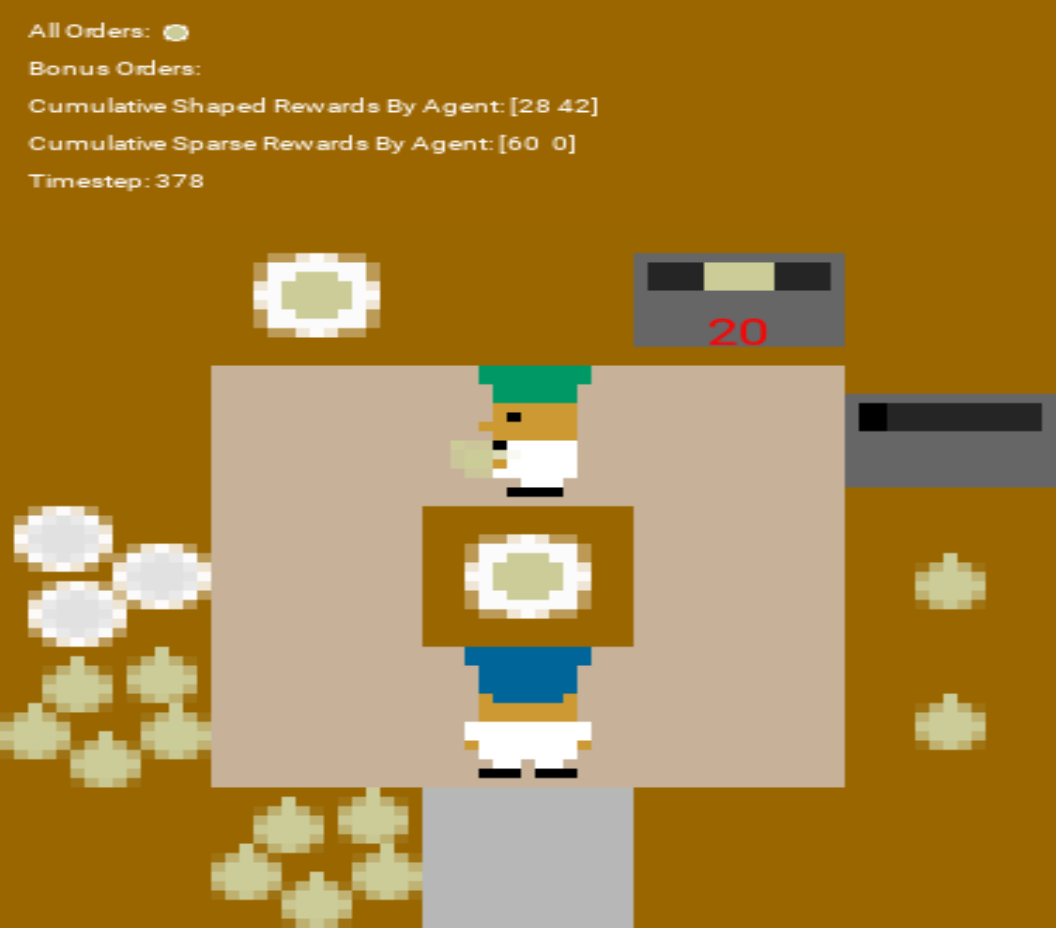 All Orders:
Bonus Orders:
Cumulative Shaped Rewards By Agent: [28 42]
Cumulative Sparse Rewards By Agent: [60  0]
Timestep: 378
20